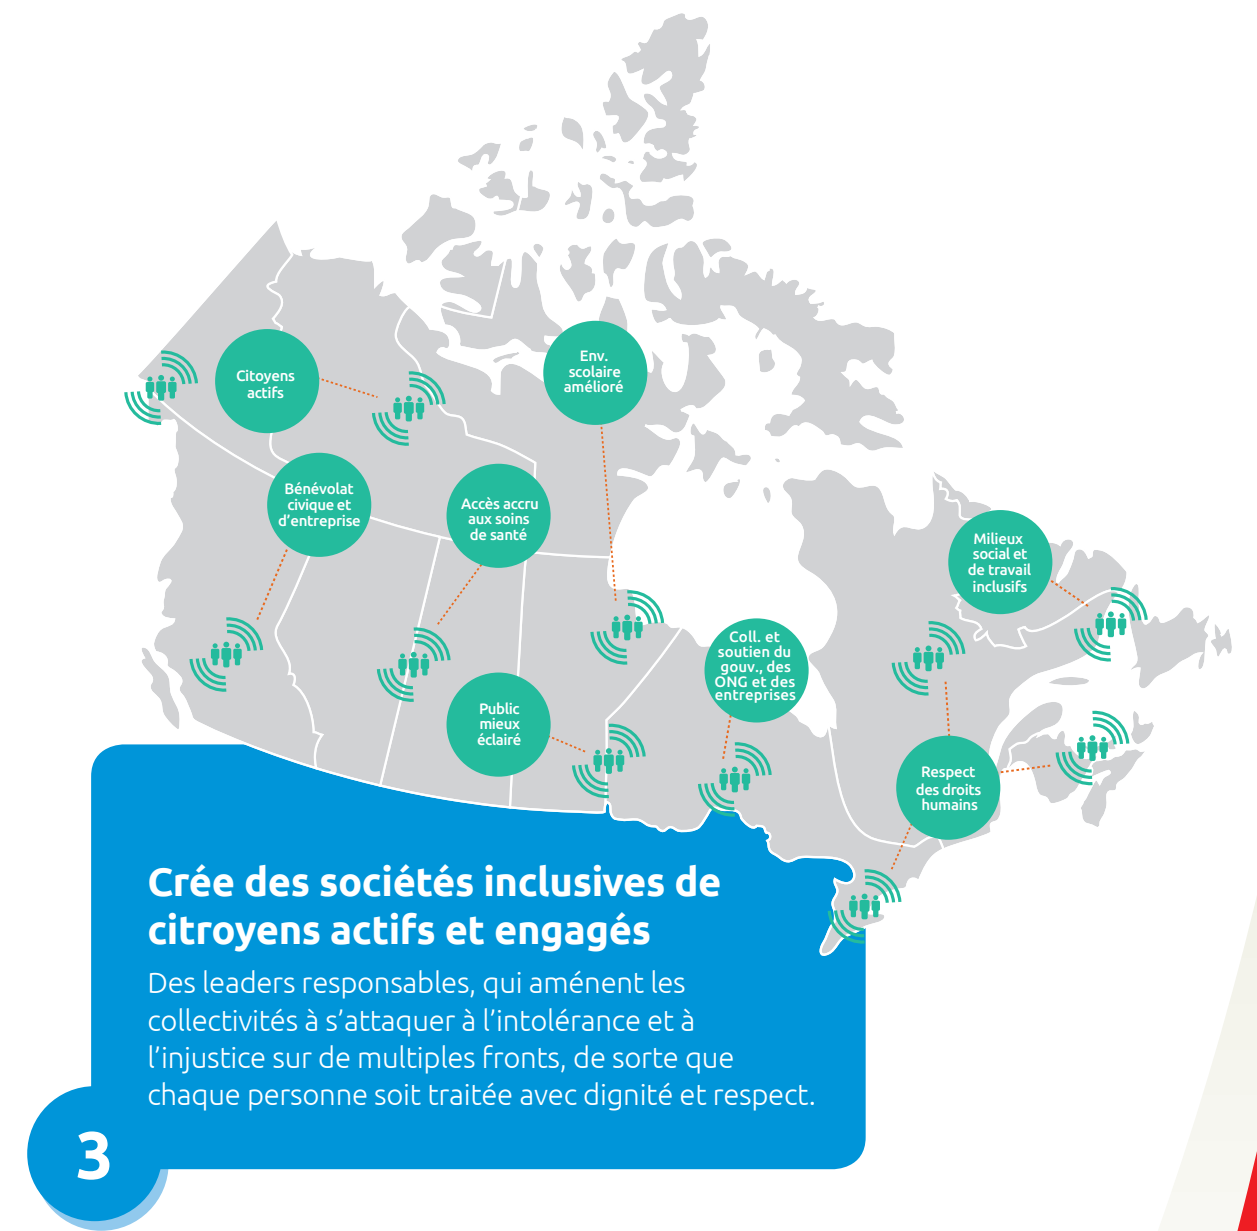 Env.
scolaire
amélioré
Citoyens
actifs
Bénévolat
civique et
d’entreprise
Accès accru
aux soins
de santé
Milieux
social et
de travail
inclusifs
Coll. et
soutien du
gouv., des
ONG et des
entreprises
Public
mieux
éclairé
Respect
des droits
humains
Crée des sociétés inclusives de
citroyens actifs et engagés
Des leaders responsables, qui aménent les
collectivités à s’attaquer à l’intolérance et à
l’injustice sur de multiples fronts, de sorte que
chaque personne soit traitée avec dignité et respect.
3